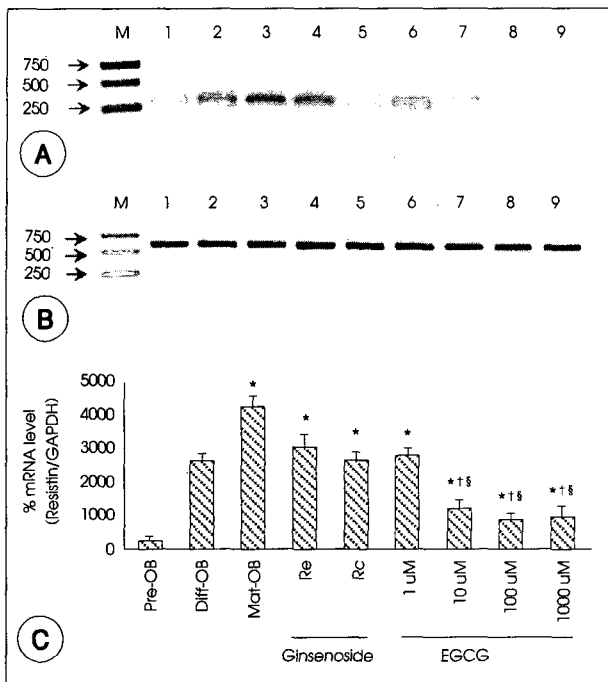 M 1 2 3 4 5 6 7 8 9
750
500
250
A
M 1 2 3 4 5 6 7 8 9
750
500
250
B
5000
4000
3000
2000
1000
0
% mRNA level
(Resistin/GAPDH)
* * * * *†§ *†§ *†§
Pre-OB Diff-OB Mat-OB Re Rc 1 uM 10 uM 100 uM 1000 uM
Ginsenoside EGCG
C